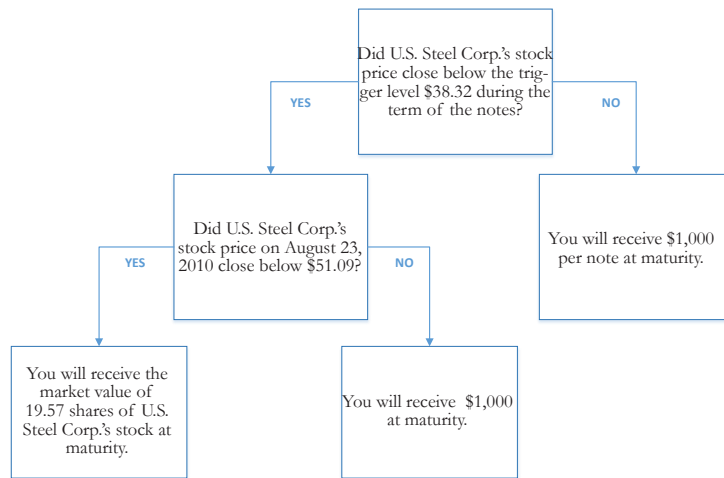 Did U.S. Steel Corp.'s stock
price close below the trig-
ger level $38.32 during the
term of the notes?
YES
NO
Did U.S. Steel Corp.'s
stock price on August 23,
2010 close below $51.09?
You will receive $1,000
per note at maturity.
YES
NO
You will receive the
market value of
19.57 shares of U.S.
Steel Corp.'s stock at
maturity.
You will receive $1,000
at maturity.